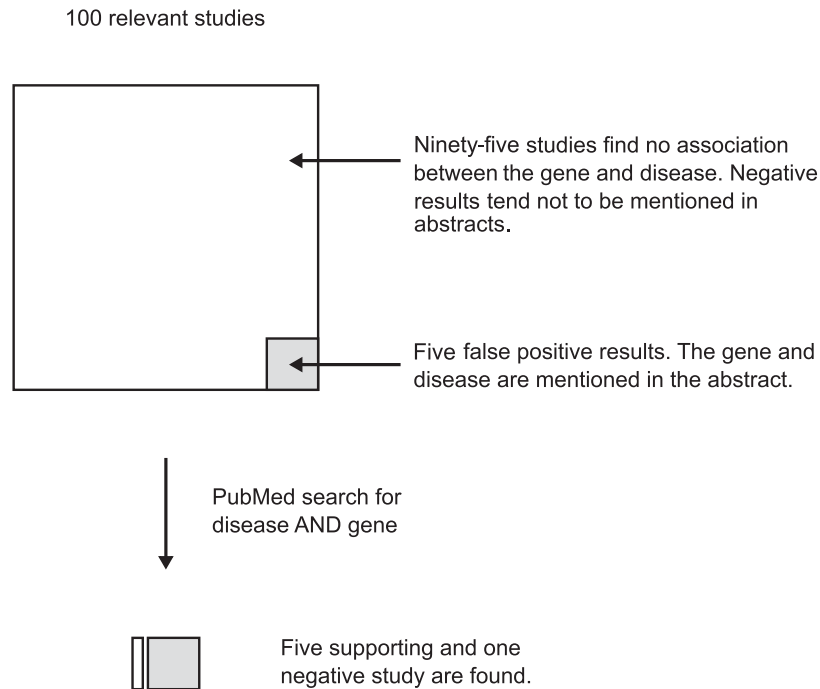 100 relevant studies
Ninety-five studies find no association
between the gene and disease. Negative
results tend not to be mentioned in
abstracts.
Five false positive results. The gene and
disease are mentioned in the abstract.
PubMed search for
disease AND gene
Five supporting and one
negative study are found.